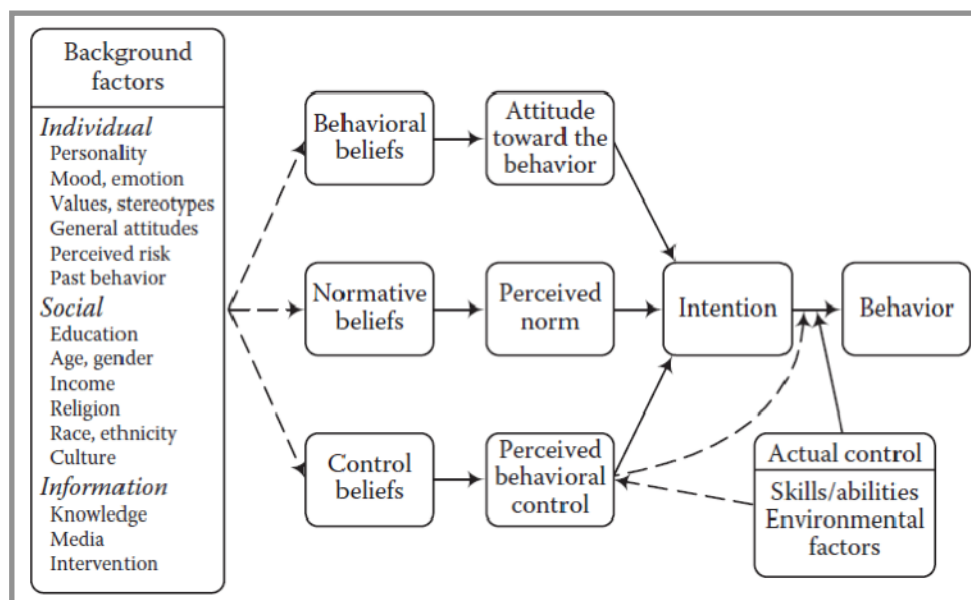 Background
factors
Individual
Personality
Mood, emotion
Values, stereotypes
General attitudes
Perceived risk
Past behavior
Social
Education
Age, gender
Income
Religion
Race, ethnicity
Culture
Information
Knowledge
Media
Intervention
Behavioral
beliefs
Attitude
toward the
behavior
Normative
beliefs
Perceived
norm
Intention
Behavior
Control
beliefs
Perceived
behavioral
control
Actual control
Skills/abilities
Environmental
factors